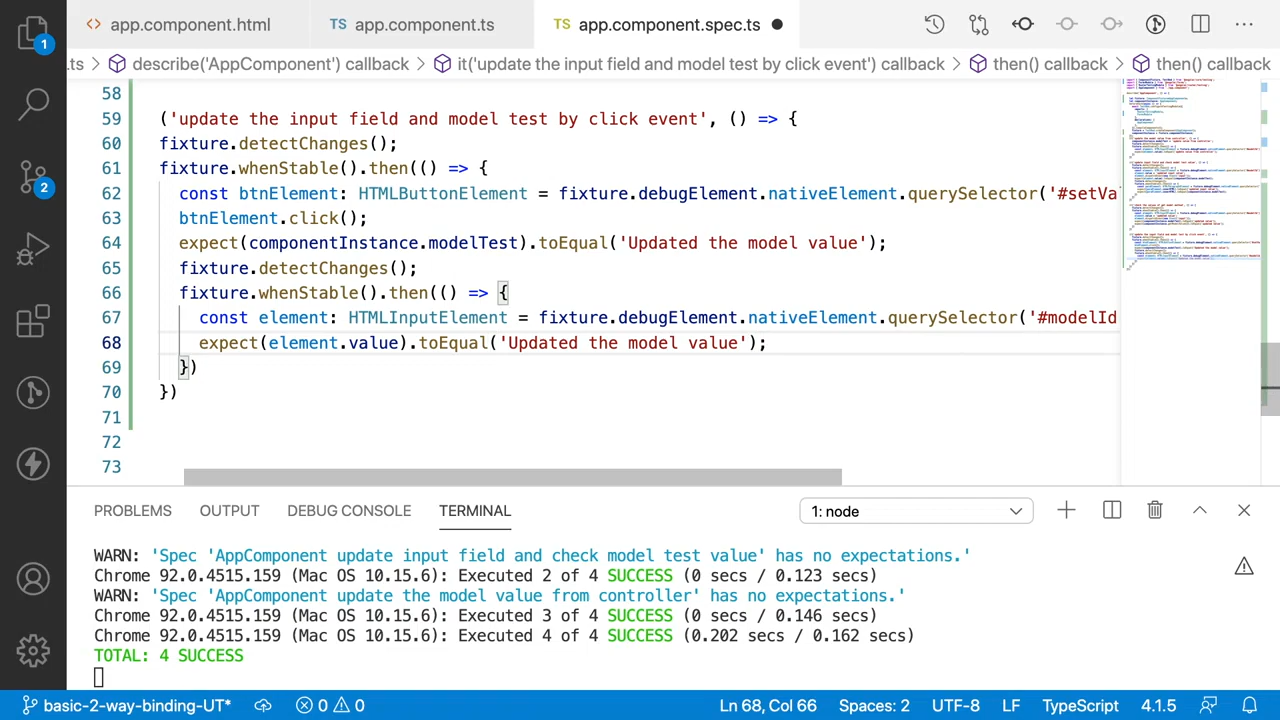 <> app.component.html TS app.component.ts TS app.component.spec.ts
.ts > describe('AppComponent') callback > it('update the input field and model test by click event') callback > then() callback > then() callback
58
59 ('update the input field and model test by click event', () => {
60 fixture.detectChanges();
61 fixture.whenStable().then(() => {
62 const btnElement: HTMLButtonElement = fixture.debugElement.nativeElement.querySelector('#setVa
63 btnElement.click();
64 expect(componentInstance.modelTest).toEqual('Updated the model value');
65 fixture.detectChanges();
66 fixture.whenStable().then(() => {
67 const element: HTMLInputElement = fixture.debugElement.nativeElement.querySelector('#modelId
68 expect(element.value).toEqual('Updated the model value');
69 })
70 })
71
72
73
1
2
PROBLEMS OUTPUT DEBUG CONSOLE TERMINAL 1: node
WARN: 'Spec 'AppComponent update input field and check model test value' has no expectations.'
Chrome 92.0.4515.159 (Mac OS 10.15.6): Executed 2 of 4 SUCCESS (0 secs / 0.123 secs)
WARN: 'Spec 'AppComponent update the model value from controller' has no expectations.'
Chrome 92.0.4515.159 (Mac OS 10.15.6): Executed 3 of 4 SUCCESS (0 secs / 0.146 secs)
Chrome 92.0.4515.159 (Mac OS 10.15.6): Executed 4 of 4 SUCCESS (0.202 secs / 0.162 secs)
TOTAL: 4 SUCCESS
basic-2-way-binding-UT* 0 0 Ln 68, Col 66 Spaces: 2 UTF-8 LF TypeScript 4.1.5